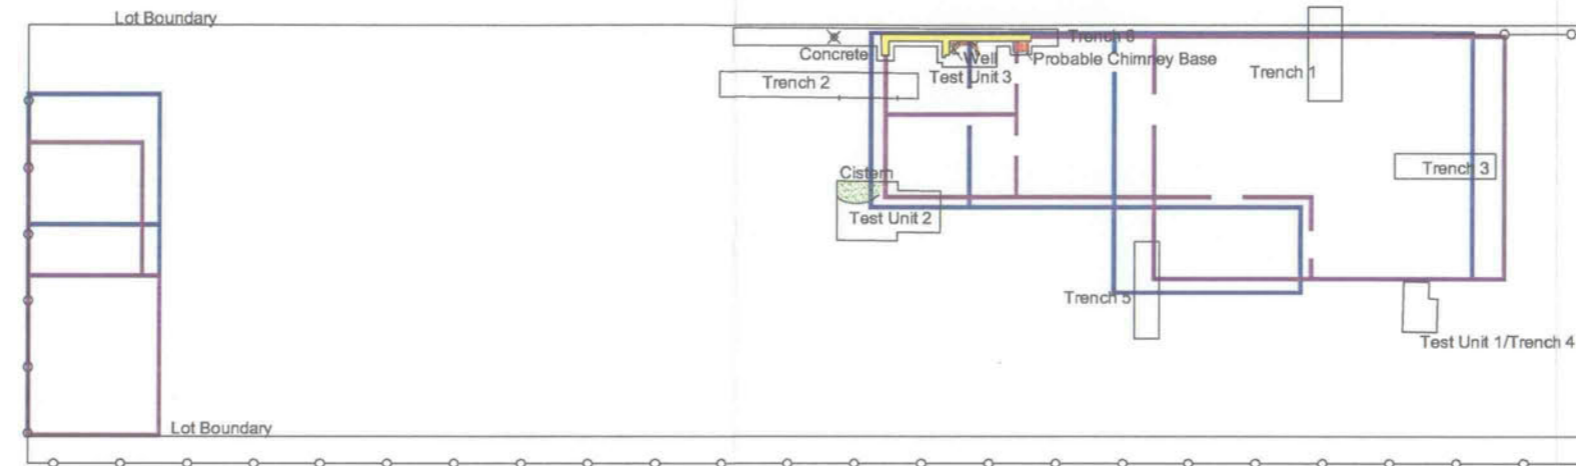 Lot Boundary
Trench 6
Concrete
Well
Probable Chimney Base
Trench 2
Test Unit 3
Trench 1
Cistern
Trench 3
Test Unit 2
Trench 5
Test Unit 1/Trench 4
Lot Boundary